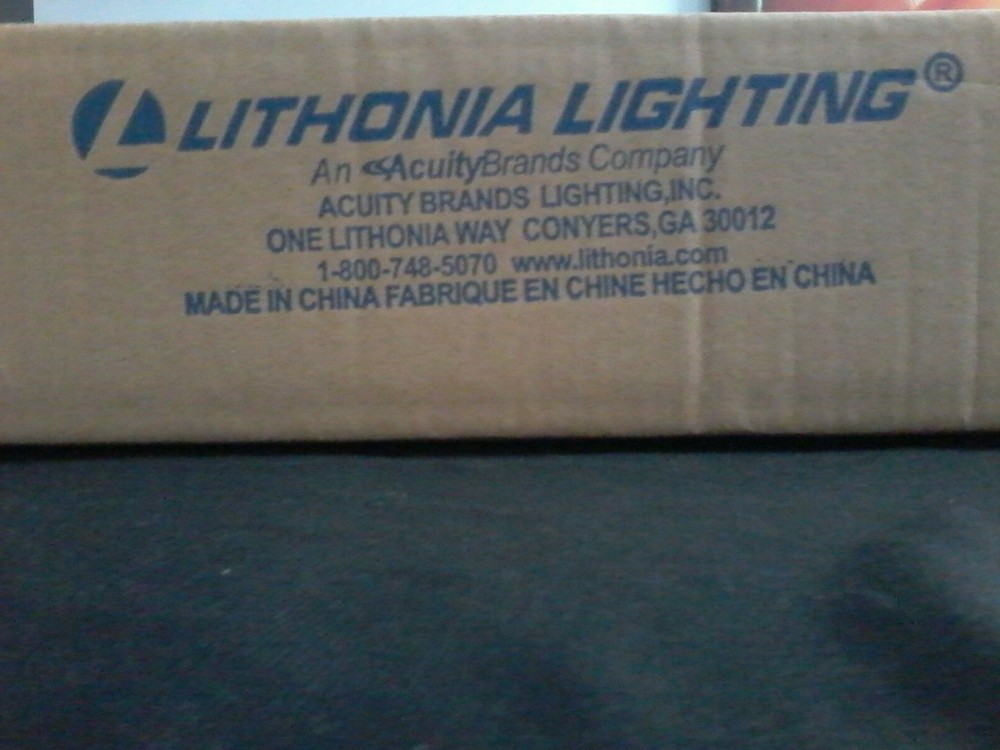 LITHONIA LIGHTING®
An AcuityBrands Company
ACUITY BRANDS LIGHTING,INC.
ONE LITHONIA WAY CONYERS,GA 30012
1-800-748-5070 www.lithonia.com
MADE IN CHINA FABRIQUE EN CHINE HECHO EN CHINA